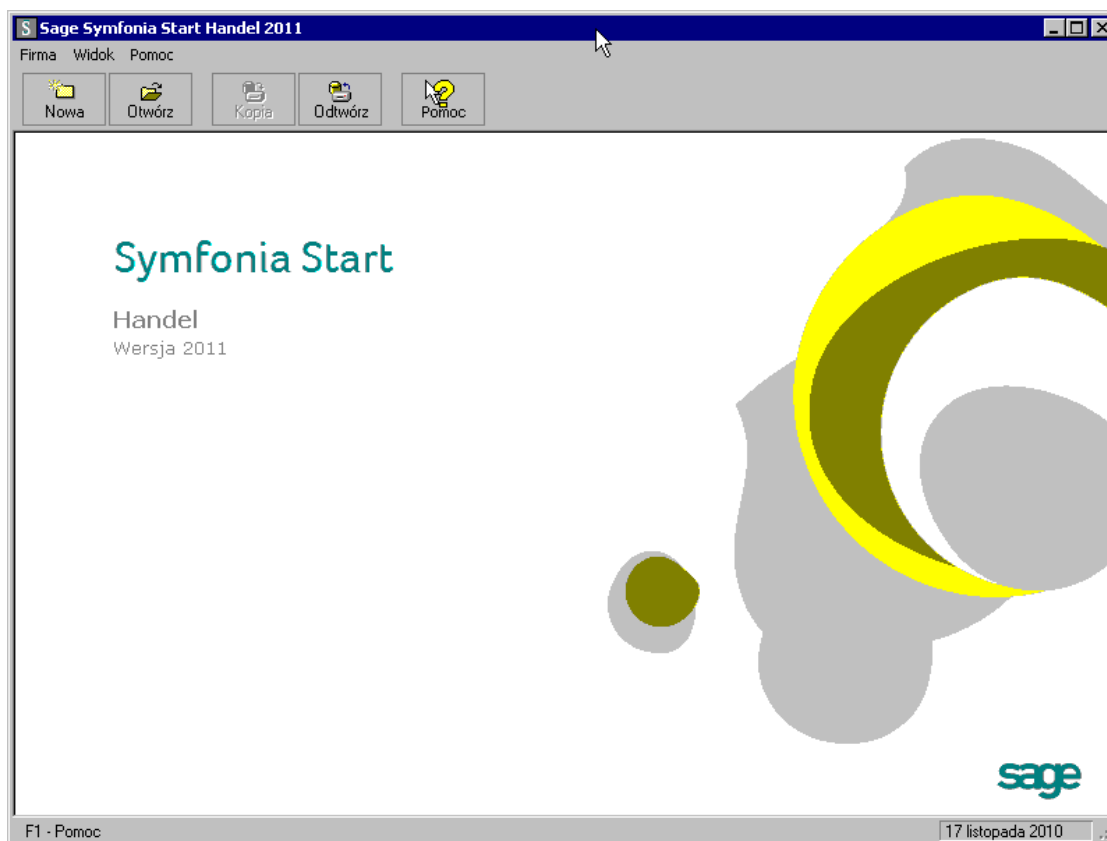 Sage Symfonia Start Handel 2011
Firma Widok Pomoc
Nowa Otwórz Kopia Odtwórz Pomoc
Symfonia Start
Handel
Wersja 2011
sage
F1 - Pomoc 17 listopada 2010